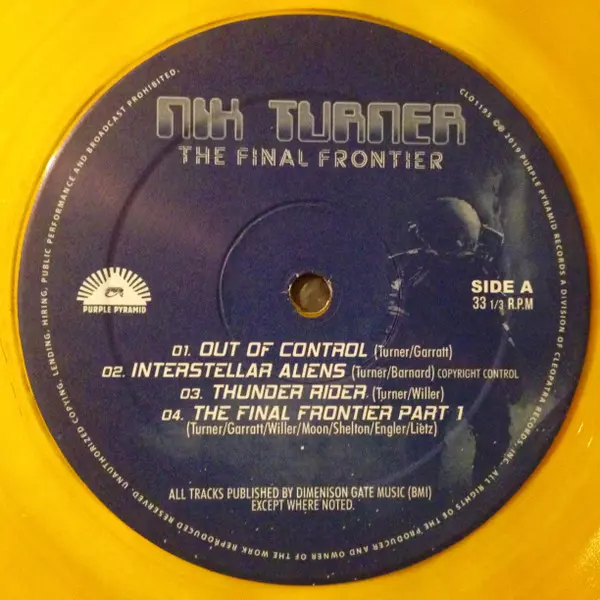 NIK TURNER
THE FINAL FRONTIER
PURPLE PYRAMID
SIDE A
33 1/3 R.P.M
01. OUT OF CONTROL (Turner/Garratt)
02. INTERSTELLAR ALIENS (Turner/Barnard) COPYRIGHT CONTROL
03. THUNDER RIDER (Turner/Willer)
04. THE FINAL FRONTIER PART 1
(Turner/Garratt/Willer/Moon/Shelton/Engler/Lietz)
ALL TRACKS PUBLISHED BY DIMENISON GATE MUSIC (BMI)
EXCEPT WHERE NOTED.
CLO1195 ©℗ 2019 PURPLE PYRAMID RECORDS A DIVISION OF CLEOPATRA RECORDS, INC. ALL RIGHTS OF THE PRODUCER AND OWNER OF THE WORK REPRODUCED RESERVED. UNAUTHORIZED COPYING, LENDING, HIRING, PUBLIC PERFORMANCE AND BROADCAST PROHIBITED.